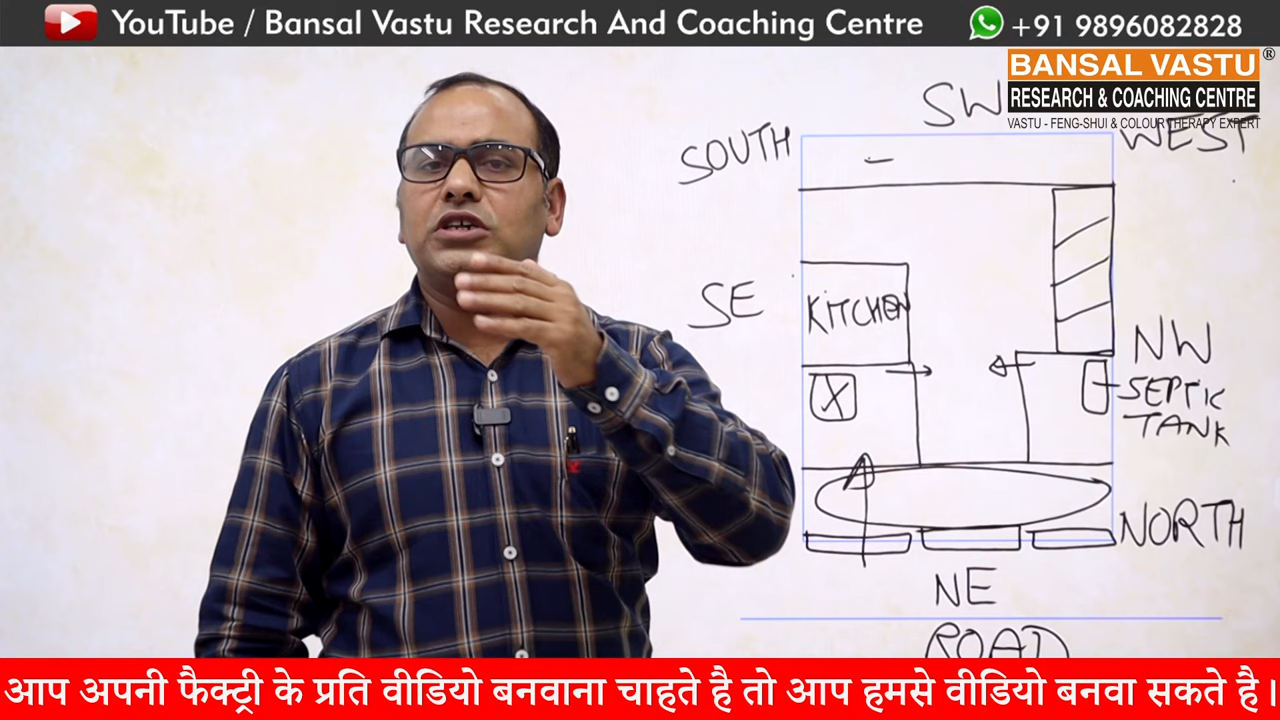 YouTube / Bansal Vastu Research And Coaching Centre
+91 9896082828
BANSAL VASTU®
RESEARCH & COACHING CENTRE
VASTU - FENG-SHUI & COLOUR THERAPY EXPERT
SW
SOUTH
WEST
SE
KITCHEN
NW
SEPTIC
TANK
NORTH
NE
ROAD
आप अपनी फैक्ट्री के प्रति वीडियो बनवाना चाहते है तो आप हमसे वीडियो बनवा सकते है।